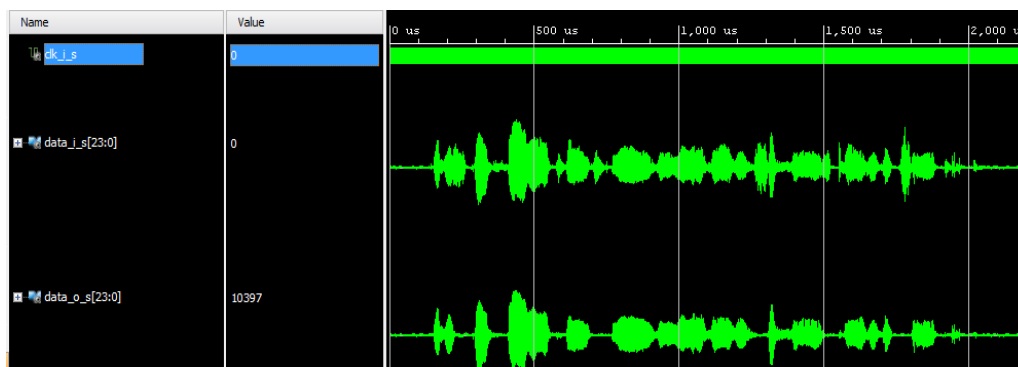 Name Value
0 us 500 us 1,000 us 1,500 us 2,000
clk_i_s 0
data_i_s[23:0] 0
data_o_s[23:0] 10397